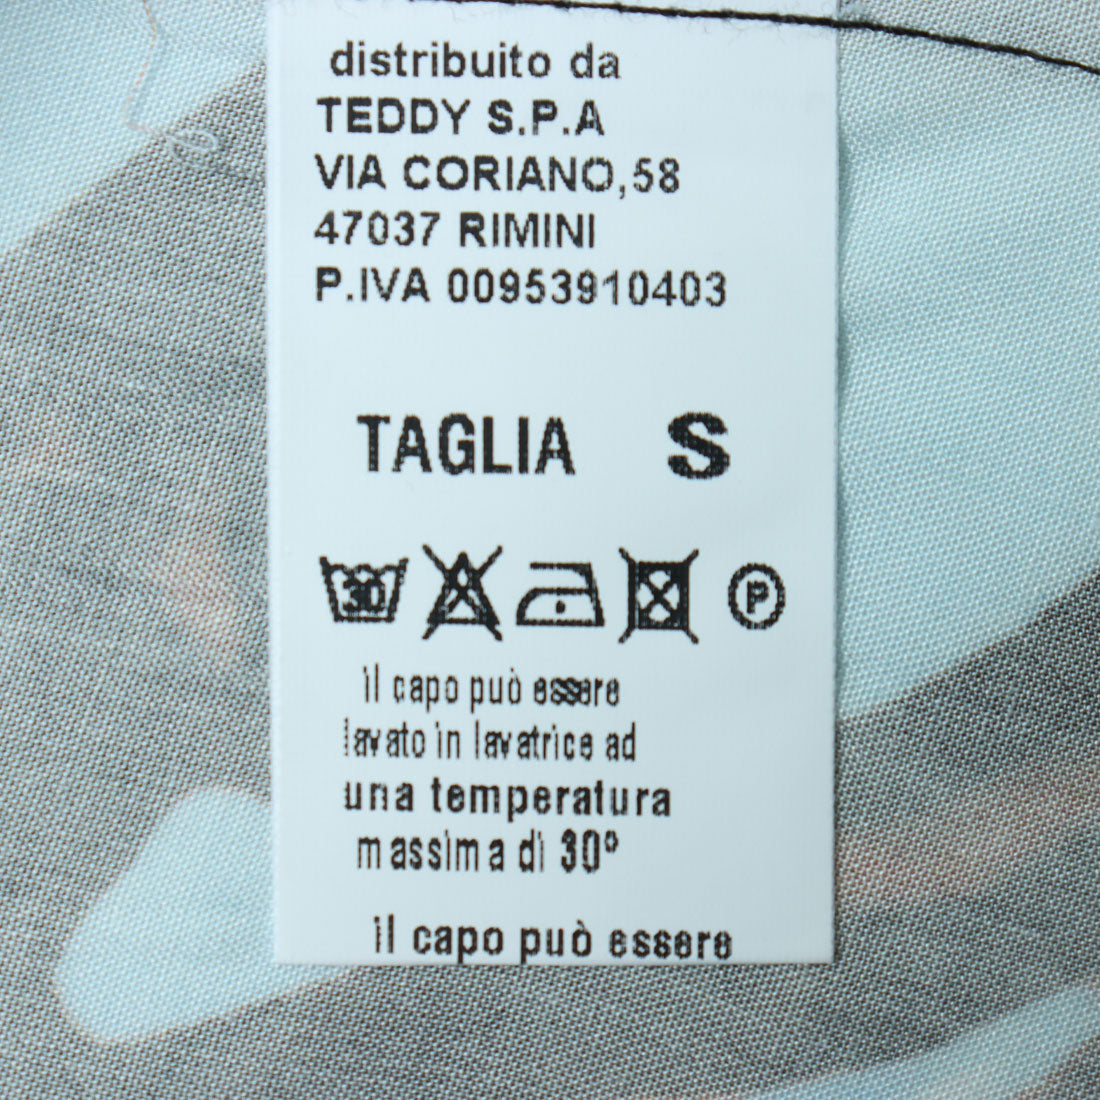 distribuito da
TEDDY S.P.A
VIA CORIANO,58
47037 RIMINI
P.IVA 00953910403
TAGLIA S
30 P
il capo può essere
lavato in lavatrice ad
una temperatura
massima di 30°
il capo può essere